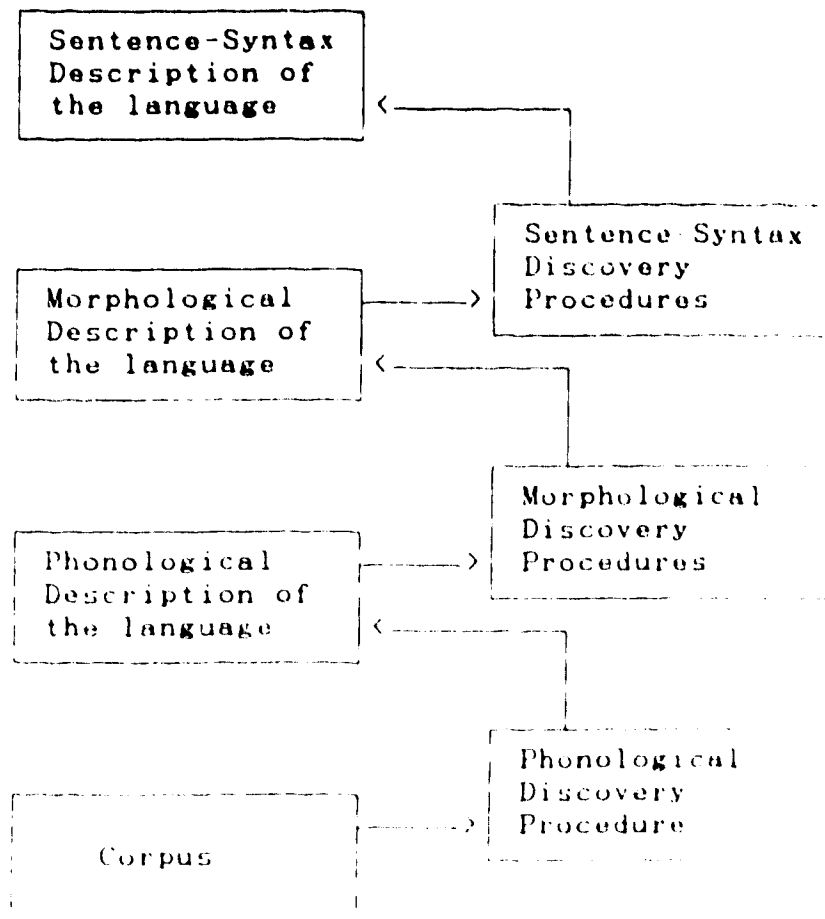 Sentence-Syntax
Description of
the language
Sentence Syntax
Discovery
Procedures
Morphological
Description of
the language
Morphological
Discovery
Procedures
Phonological
Description of
the language
Phonological
Discovery
Procedure
Corpus